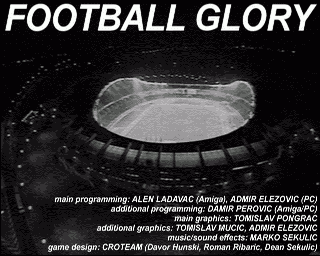 FOOTBALL GLORY
main programming: ALEN LADAVAC (Amiga), ADMIR ELEZOVIC (PC)
additional programming: DAMIR PEROVIC (Amiga/PC)
main graphics: TOMISLAV PONGRAC
additional graphics: TOMISLAV MUCIC, ADMIR ELEZOVIC
music/sound effects: MARKO SEKULIC
game design: CROTEAM (Davor Hunski, Roman Ribaric, Dean Sekulic)